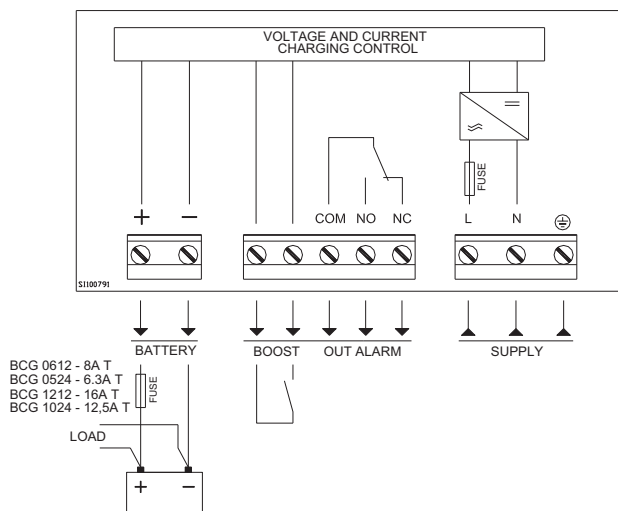 VOLTAGE AND CURRENT
CHARGING CONTROL
FUSE
+ −
COM NO NC
L N
SI100791
BATTERY
BOOST
OUT ALARM
SUPPLY
BCG 0612 - 8A T
BCG 0524 - 6.3A T
BCG 1212 - 16A T
BCG 1024 - 12,5A T
FUSE
LOAD
+ −